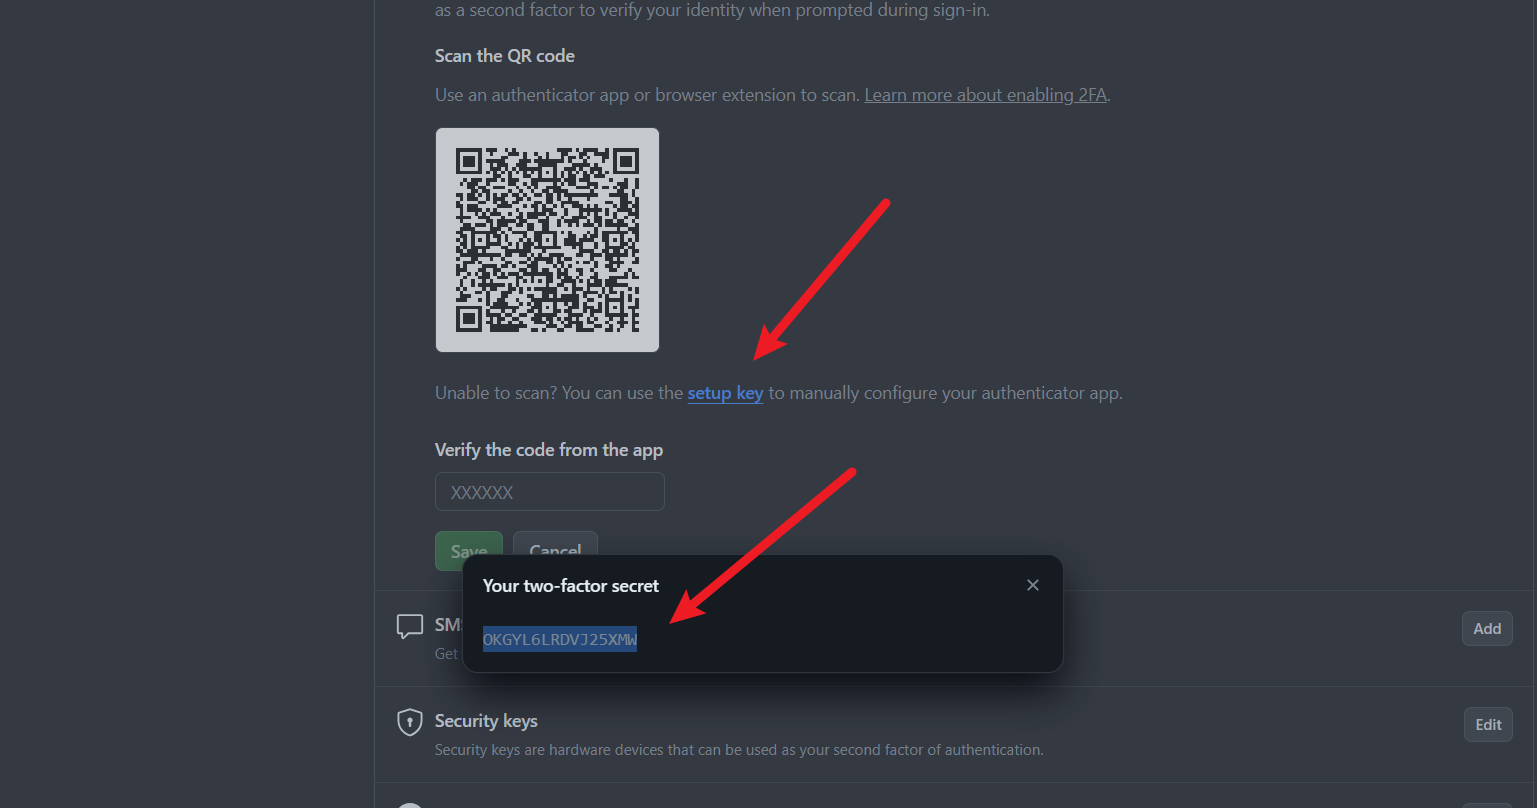 as a second factor to verify your identity when prompted during sign-in.
Scan the QR code
Use an authenticator app or browser extension to scan. Learn more about enabling 2FA.
Unable to scan? You can use the setup key to manually configure your authenticator app.
Verify the code from the app
XXXXXX
Save Cancel
Your two-factor secret
OKGYL6LRDVJ25XMW
SMS
Add
Get
Security keys
Edit
Security keys are hardware devices that can be used as your second factor of authentication.